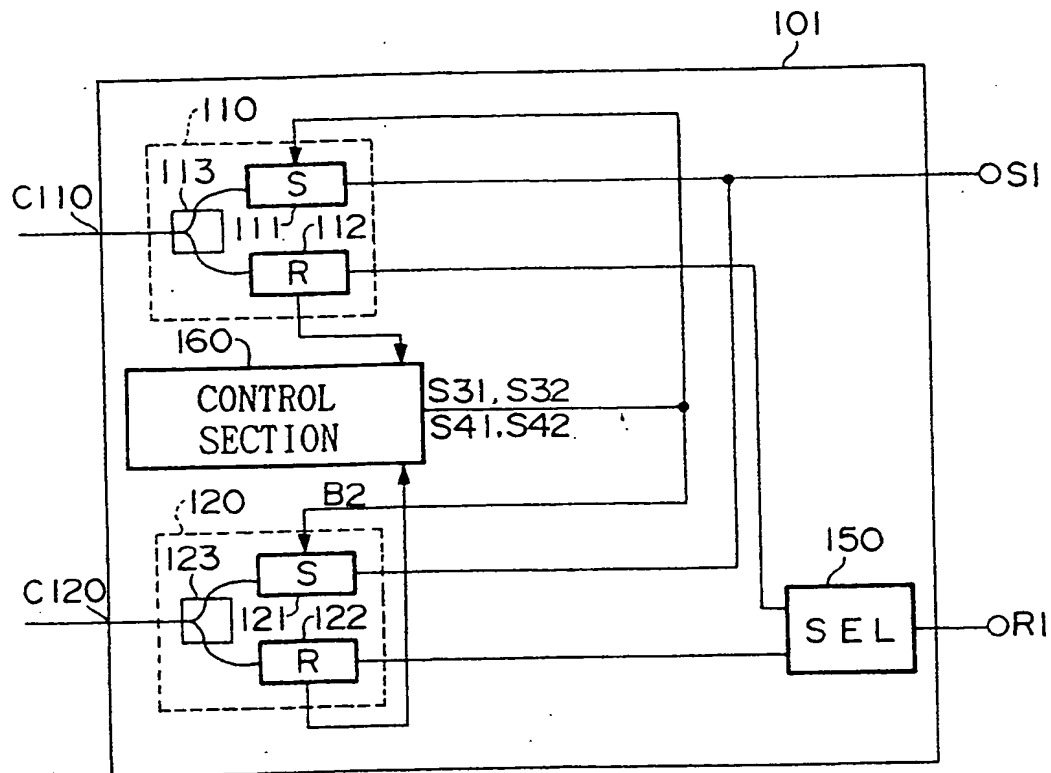 101
110
113
S
S1
C110
111
112
R
160
CONTROL
SECTION
S31, S32
S41, S42
120
B2
123
S
150
C120
121
122
SEL
R1
R